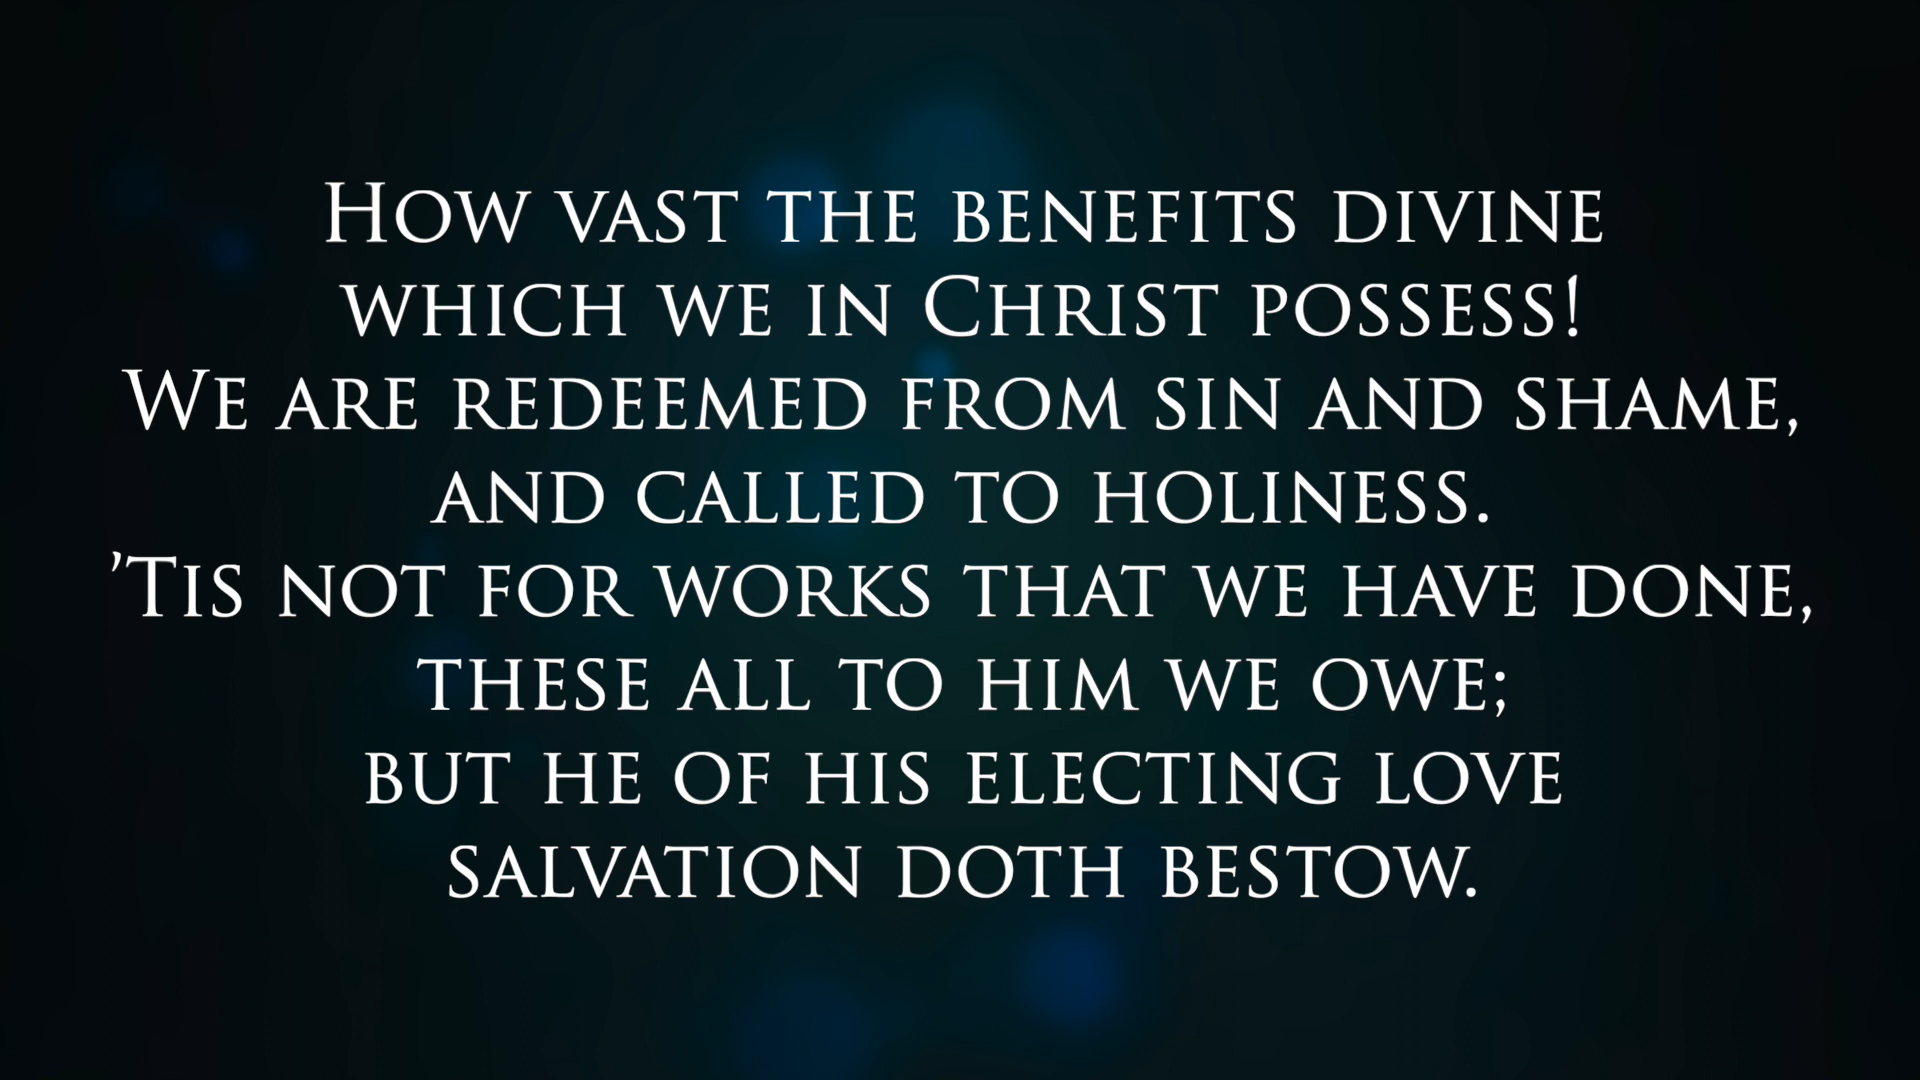 How vast the benefits divine
which we in Christ possess!
We are redeemed from sin and shame,
and called to holiness.
’Tis not for works that we have done,
these all to him we owe;
but he of his electing love
salvation doth bestow.